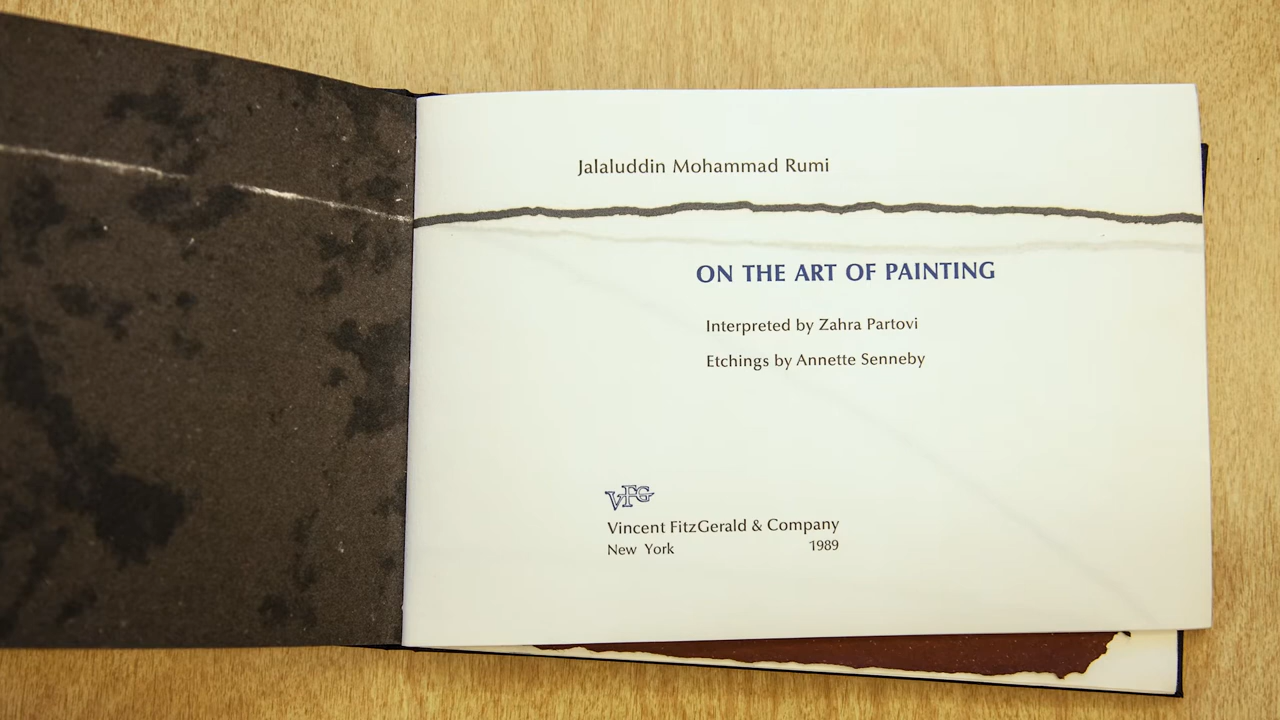 Jalaluddin Mohammad Rumi
ON THE ART OF PAINTING
Interpreted by Zahra Partovi
Etchings by Annette Senneby
VFG
Vincent FitzGerald & Company
New York 1989